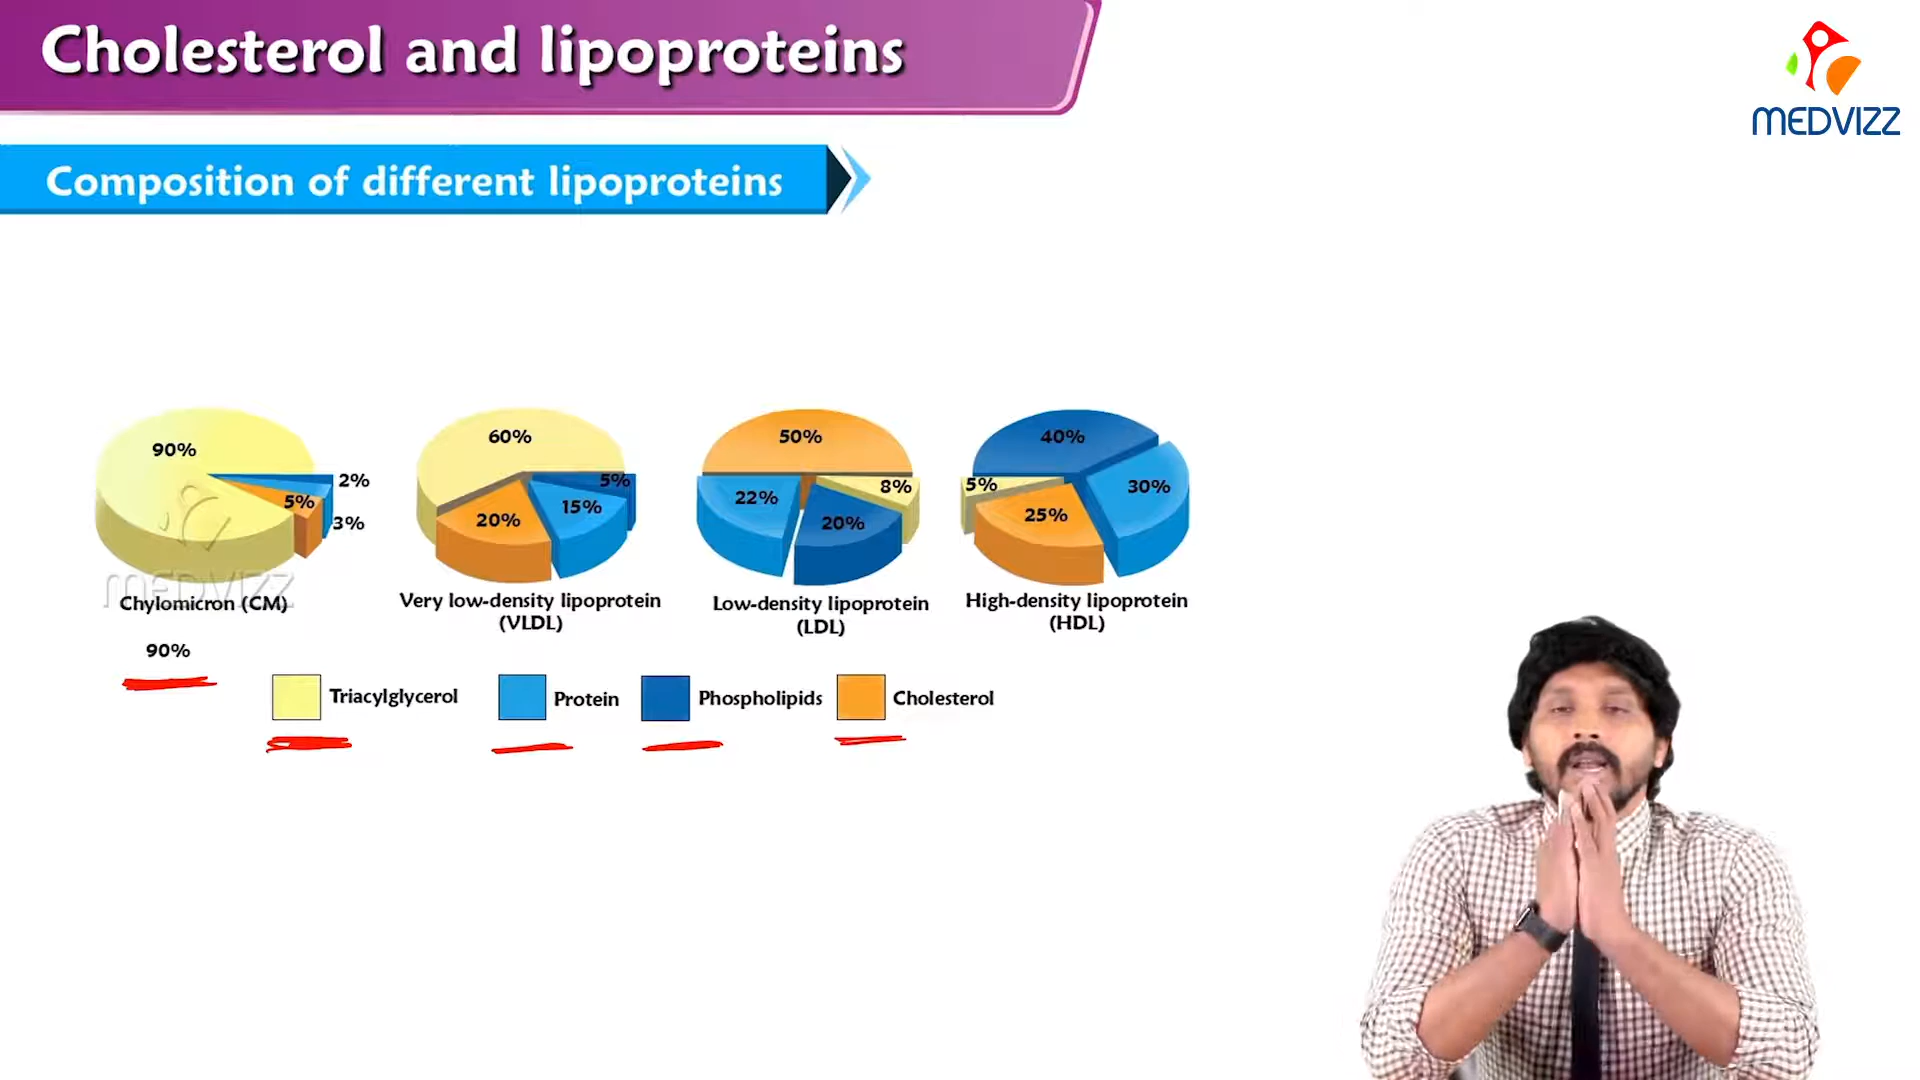 Cholesterol and lipoproteins
MEDVIZZ
Composition of different lipoproteins
90%
2%
5%
3%
60%
5%
15%
20%
50%
8%
22%
20%
40%
5%
30%
25%
MEDVIZZ
Chylomicron (CM)
Very low-density lipoprotein
(VLDL)
Low-density lipoprotein
(LDL)
High-density lipoprotein
(HDL)
90%
Triacylglycerol
Protein
Phospholipids
Cholesterol